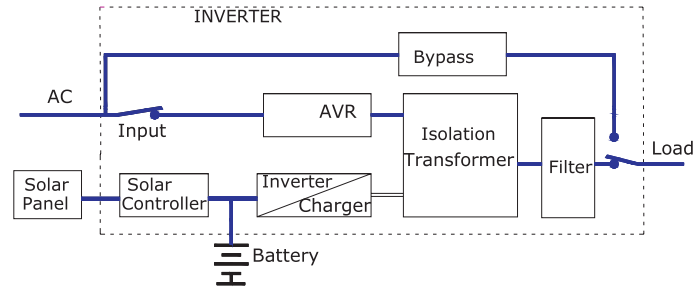 INVERTER
Bypass
AC
Input
AVR
Isolation
Transformer
Filter
Load
Solar
Panel
Solar
Controller
Inverter
Charger
Battery